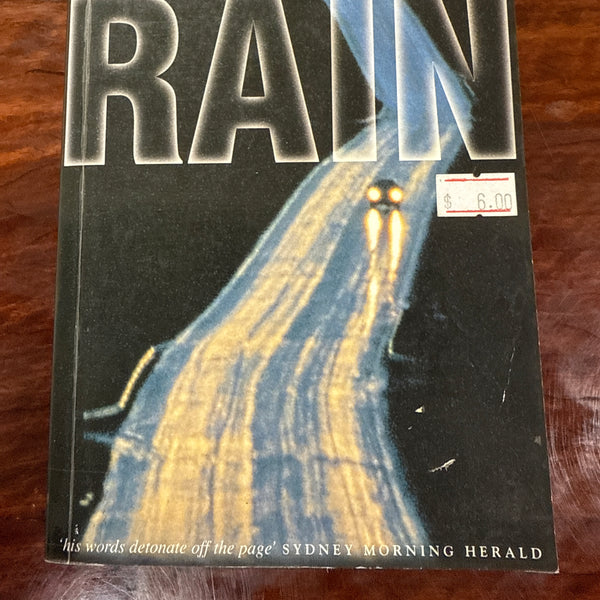 RAIN
$ 6.00
'his words detonate off the page' SYDNEY MORNING HERALD